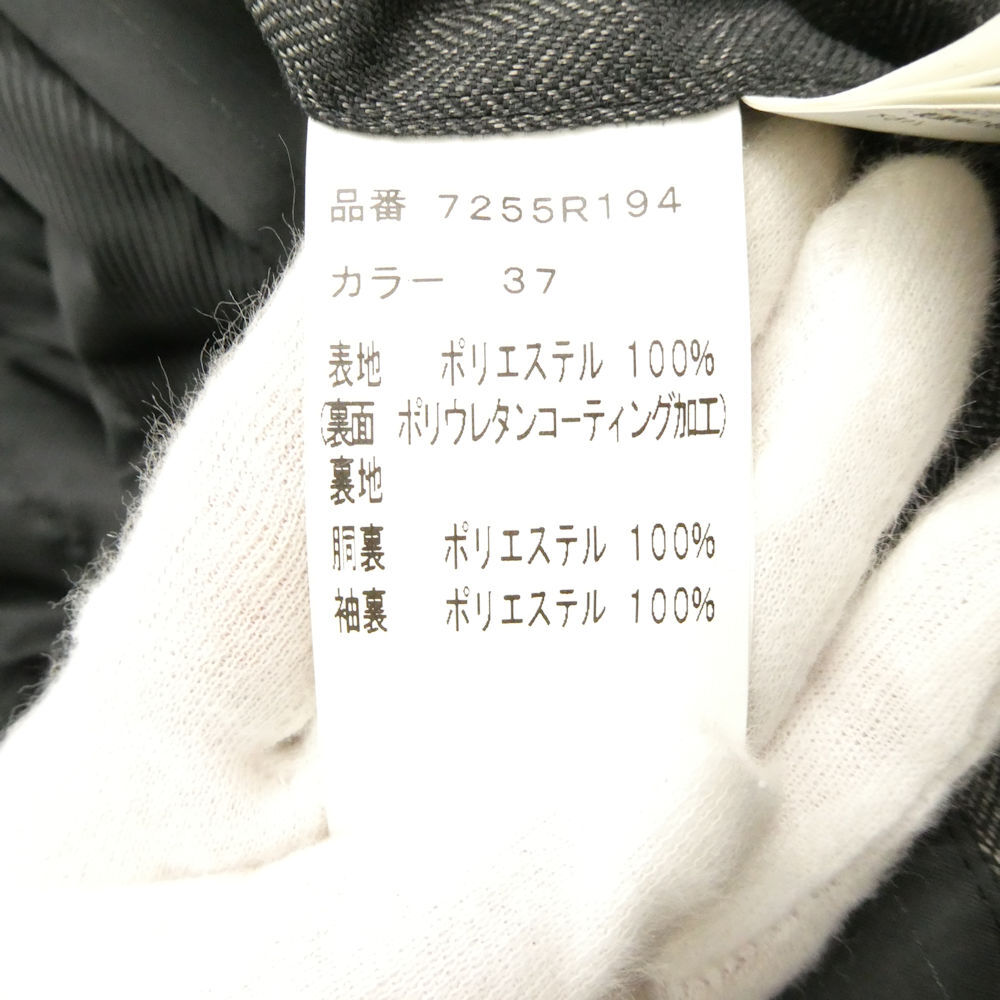 品番 7255R194
カラー 37
表地 ポリエステル 100%
(裏面 ポリウレタンコーティング加工)
裏地
胴裏 ポリエステル 100%
袖裏 ポリエステル 100%